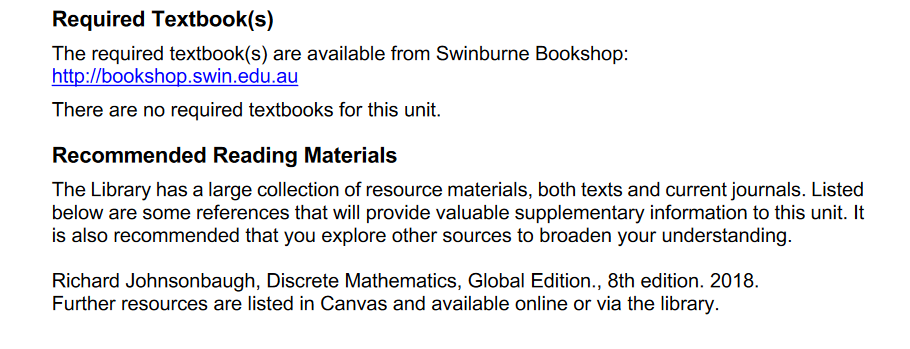 Required Textbook(s)
The required textbook(s) are available from Swinburne Bookshop:
http://bookshop.swin.edu.au
There are no required textbooks for this unit.
Recommended Reading Materials
The Library has a large collection of resource materials, both texts and current journals. Listed
below are some references that will provide valuable supplementary information to this unit. It
is also recommended that you explore other sources to broaden your understanding.
Richard Johnsonbaugh, Discrete Mathematics, Global Edition., 8th edition. 2018.
Further resources are listed in Canvas and available online or via the library.